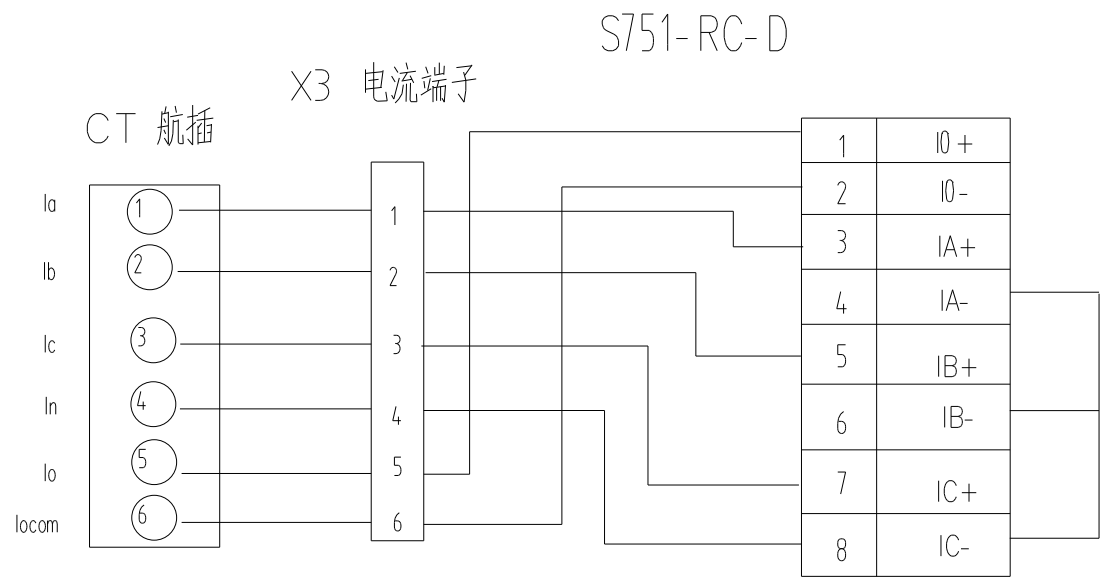 S751-RC-D
X3 电流端子
CT 航插
Ia 1 1
Ib 2 2
Ic 3 3
In 4 4
Io 5 5
Iocom 6 6
1 I0+
2 I0-
3 IA+
4 IA-
5 IB+
6 IB-
7 IC+
8 IC-